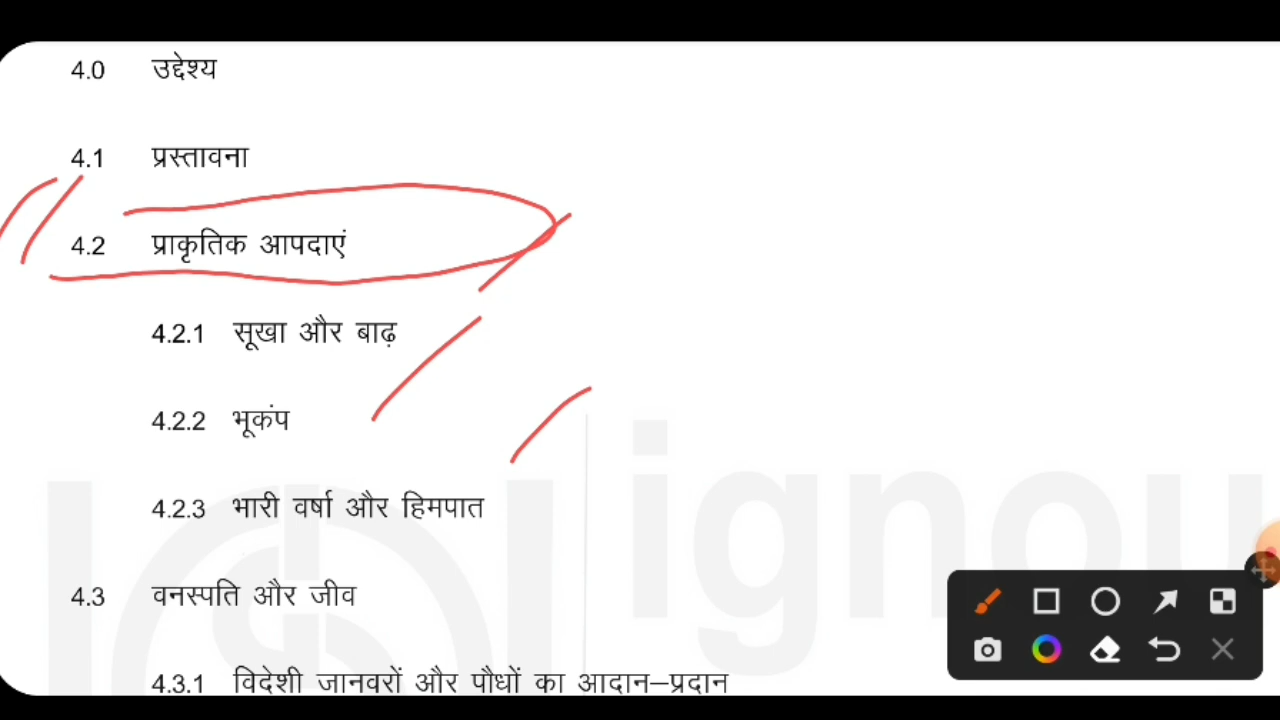 4.0 उद्देश्य
4.1 प्रस्तावना
4.2 प्राकृतिक आपदाएं
4.2.1 सूखा और बाढ़
4.2.2 भूकंप
4.2.3 भारी वर्षा और हिमपात
4.3 वनस्पति और जीव
4.3.1 विदेशी जानवरों और पौधों का आदान–प्रदान
ignou